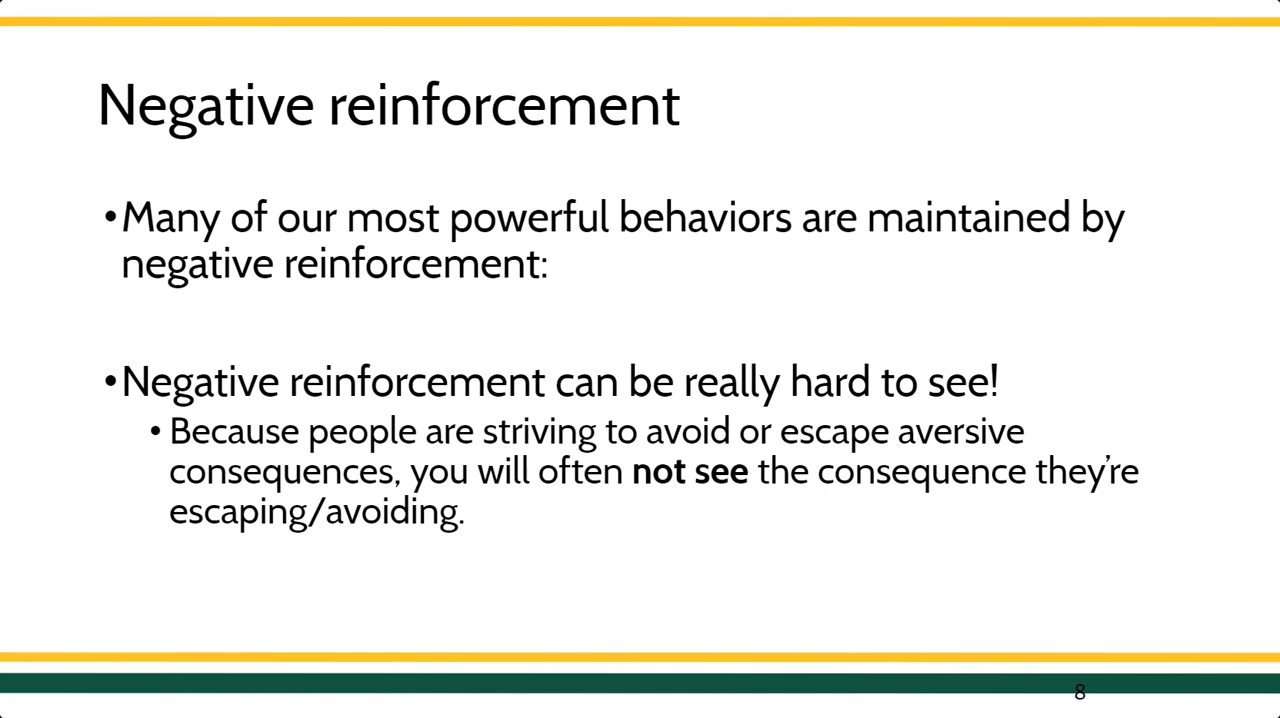 Negative reinforcement
•Many of our most powerful behaviors are maintained by
negative reinforcement:
•Negative reinforcement can be really hard to see!
• Because people are striving to avoid or escape aversive
consequences, you will often not see the consequence they’re
escaping/avoiding.
8